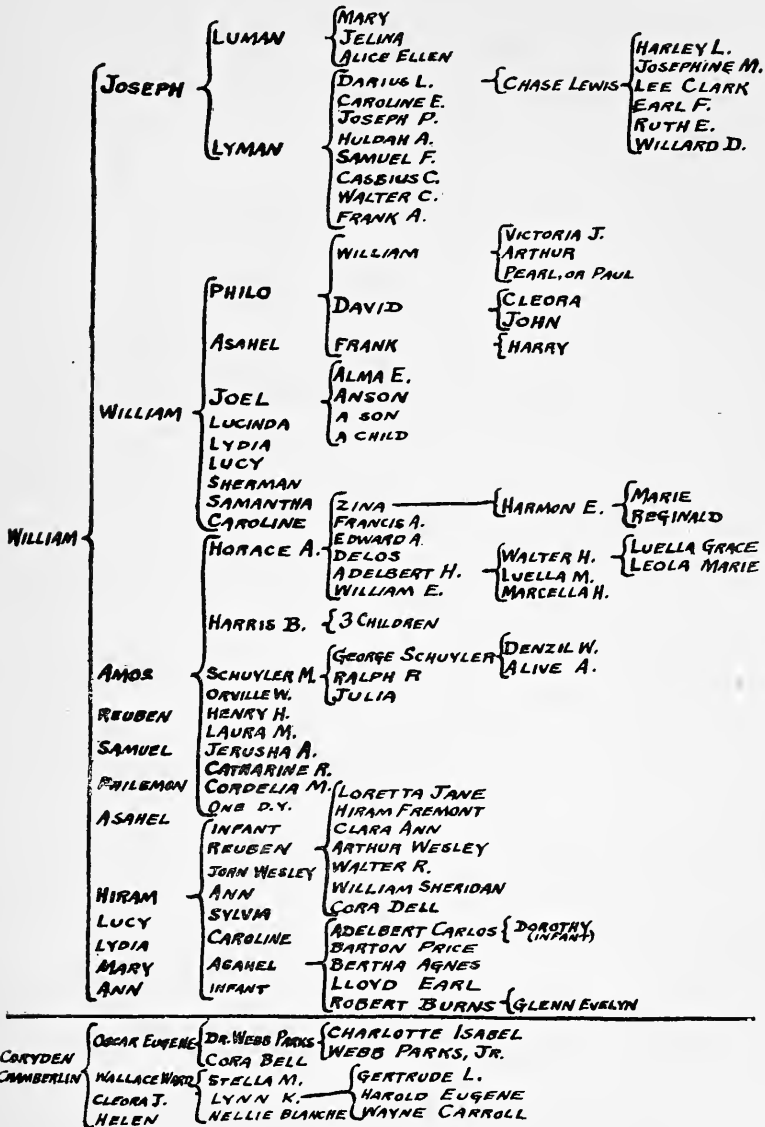 MARY
LUMAN JELINA
ALICE ELLEN
HARLEY L.
JOSEPH DARIUS L. CHASE LEWIS JOSEPHINE M.
CAROLINE E. LEE CLARK
JOSEPH P. EARL F.
HULDAH A. RUTH E.
LYMAN SAMUEL F. WILLARD D.
CASSIUS C.
WALTER C.
FRANK A.
VICTORIA J.
WILLIAM ARTHUR
PEARL, OR PAUL
PHILO
DAVID CLEORA
JOHN
ASAHEL FRANK HARRY
ALMA E.
WILLIAM JOEL ANSON
LUCINDA A SON
LYDIA A CHILD
LUCY
SHERMAN
SAMANTHA ZINA HARMON E. MARIE
CAROLINE FRANCIS A. REGINALD
WILLIAM HORACE A. EDWARD A.
DELOS WALTER H. LUELLA GRACE
ADELBERT H. LUELLA M. LEOLA MARIE
WILLIAM E. MARCELLA H.
HARRIS B. 3 CHILDREN
GEORGE SCHUYLER DENZIL W.
AMOS SCHUYLER M. RALPH R ALIVE A.
ORVILLE W. JULIA
REUBEN HENRY H.
LAURA M.
SAMUEL JERUSHA A.
CATHARINE R.
PHILEMON CORDELIA M. LORETTA JANE
ONE D.Y. HIRAM FREMONT
ASAHEL INFANT CLARA ANN
REUBEN ARTHUR WESLEY
JOHN WESLEY WALTER R.
HIRAM ANN WILLIAM SHERIDAN
SYLVIA CORA DELL
LUCY CAROLINE ADELBERT CARLOS DOROTHY
(INFANT)
LYDIA BARTON PRICE
MARY ASAHEL BERTHA AGNES
LLOYD EARL
ANN INFANT ROBERT BURNS GLENN EVELYN
OSCAR EUGENE DR. WEBB PARKS CHARLOTTE ISABEL
CORYDEN CORA BELL WEBB PARKS, JR.
CHAMBERLIN WALLACE WARD STELLA M. GERTRUDE L.
CLEORA J. LYNN K. HAROLD EUGENE
HELEN NELLIE BLANCHE WAYNE CARROLL